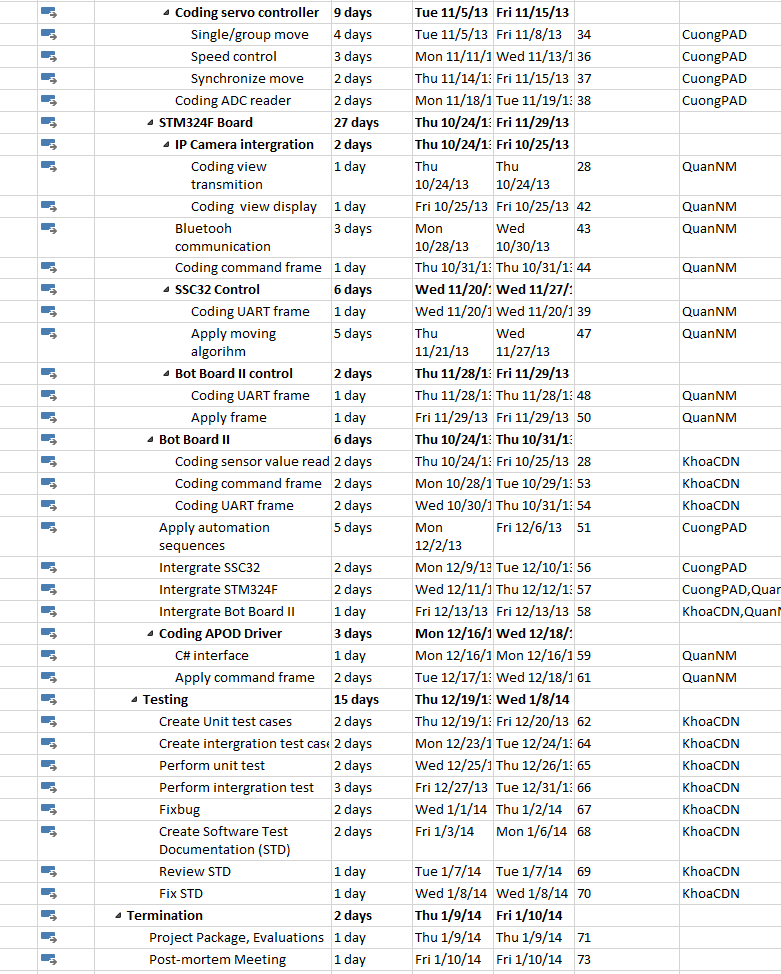 Coding servo controller 9 days Tue 11/5/13 Fri 11/15/13
Single/group move 4 days Tue 11/5/13 Fri 11/8/13 34 CuongPAD
Speed control 3 days Mon 11/11/1 Wed 11/13/1 36 CuongPAD
Synchronize move 2 days Thu 11/14/13 Fri 11/15/13 37 CuongPAD
Coding ADC reader 2 days Mon 11/18/1 Tue 11/19/13 38 CuongPAD
STM324F Board 27 days Thu 10/24/13 Fri 11/29/13
IP Camera intergration 2 days Thu 10/24/13 Fri 10/25/13
Coding view 1 day Thu Thu 28 QuanNM
transmition 10/24/13 10/24/13
Coding view display 1 day Fri 10/25/13 Fri 10/25/13 42 QuanNM
Bluetooh 3 days Mon Wed 43 QuanNM
communication 10/28/13 10/30/13
Coding command frame 1 day Thu 10/31/13 Thu 10/31/13 44 QuanNM
SSC32 Control 6 days Wed 11/20/1 Wed 11/27/1
Coding UART frame 1 day Wed 11/20/1 Wed 11/20/1 39 QuanNM
Apply moving 5 days Thu Wed 47 QuanNM
algorihm 11/21/13 11/27/13
Bot Board II control 2 days Thu 11/28/13 Fri 11/29/13
Coding UART frame 1 day Thu 11/28/13 Thu 11/28/13 48 QuanNM
Apply frame 1 day Fri 11/29/13 Fri 11/29/13 50 QuanNM
Bot Board II 6 days Thu 10/24/13 Thu 10/31/13
Coding sensor value read 2 days Thu 10/24/13 Fri 10/25/13 28 KhoaCDN
Coding command frame 2 days Mon 10/28/1 Tue 10/29/13 53 KhoaCDN
Coding UART frame 2 days Wed 10/30/1 Thu 10/31/13 54 KhoaCDN
Apply automation 5 days Mon Fri 12/6/13 51 CuongPAD
sequences 12/2/13
Intergrate SSC32 2 days Mon 12/9/13 Tue 12/10/13 56 CuongPAD
Intergrate STM324F 2 days Wed 12/11/1 Thu 12/12/13 57 CuongPAD,Quan
Intergrate Bot Board II 1 day Fri 12/13/13 Fri 12/13/13 58 KhoaCDN,QuanN
Coding APOD Driver 3 days Mon 12/16/1 Wed 12/18/1
C# interface 1 day Mon 12/16/1 Mon 12/16/1 59 QuanNM
Apply command frame 2 days Tue 12/17/13 Wed 12/18/1 61 QuanNM
Testing 15 days Thu 12/19/13 Wed 1/8/14
Create Unit test cases 2 days Thu 12/19/13 Fri 12/20/13 62 KhoaCDN
Create intergration test case 2 days Mon 12/23/1 Tue 12/24/13 64 KhoaCDN
Perform unit test 2 days Wed 12/25/1 Thu 12/26/13 65 KhoaCDN
Perform intergration test 3 days Fri 12/27/13 Tue 12/31/13 66 KhoaCDN
Fixbug 2 days Wed 1/1/14 Thu 1/2/14 67 KhoaCDN
Create Software Test 2 days Fri 1/3/14 Mon 1/6/14 68 KhoaCDN
Documentation (STD)
Review STD 1 day Tue 1/7/14 Tue 1/7/14 69 KhoaCDN
Fix STD 1 day Wed 1/8/14 Wed 1/8/14 70 KhoaCDN
Termination 2 days Thu 1/9/14 Fri 1/10/14
Project Package, Evaluations 1 day Thu 1/9/14 Thu 1/9/14 71
Post-mortem Meeting 1 day Fri 1/10/14 Fri 1/10/14 73